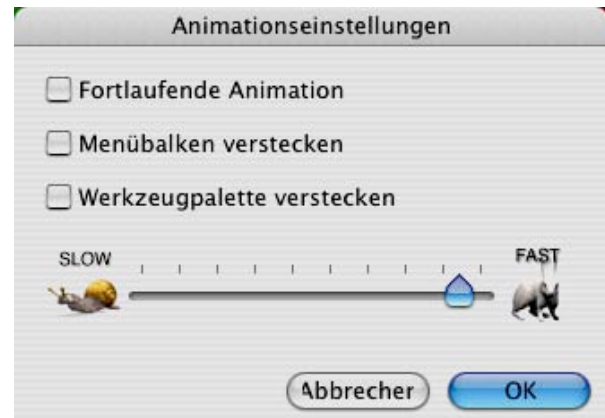 Animationseinstellungen
Fortlaufende Animation
Menübalken verstecken
Werkzeugpalette verstecken
SLOW FAST
Abbrecher OK